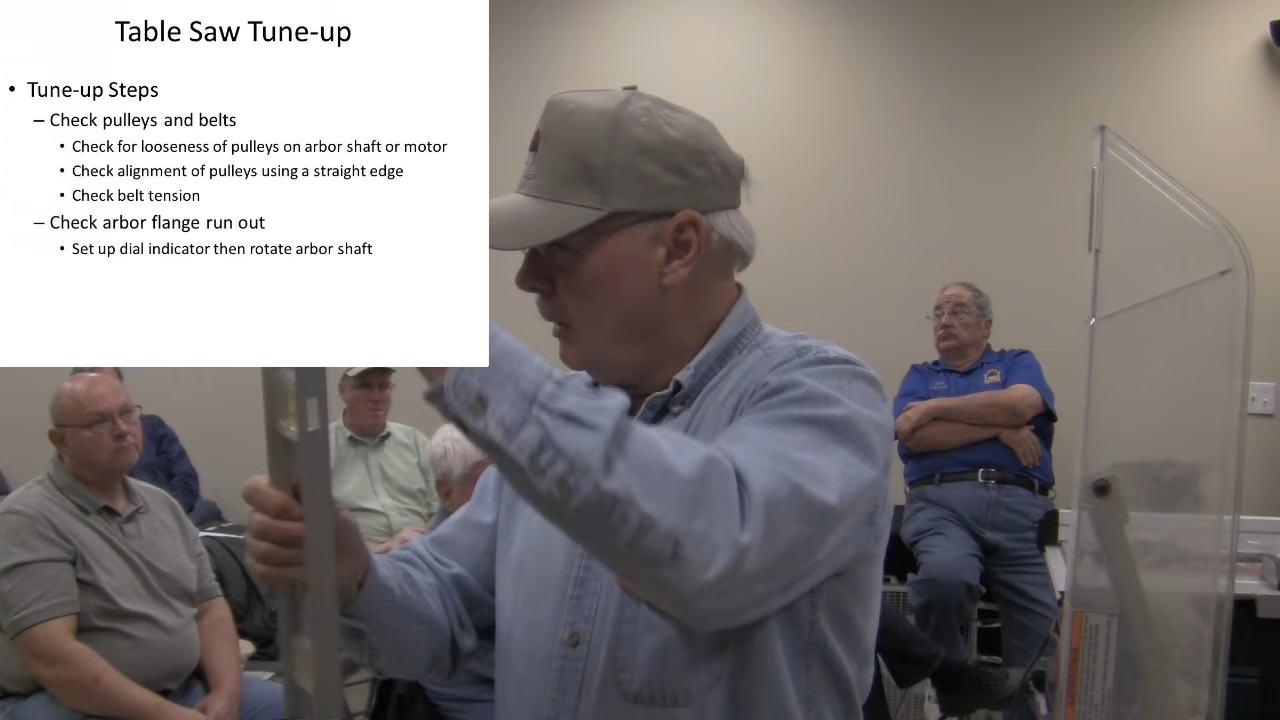 Table Saw Tune-up
• Tune-up Steps
– Check pulleys and belts
• Check for looseness of pulleys on arbor shaft or motor
• Check alignment of pulleys using a straight edge
• Check belt tension
– Check arbor flange run out
• Set up dial indicator then rotate arbor shaft